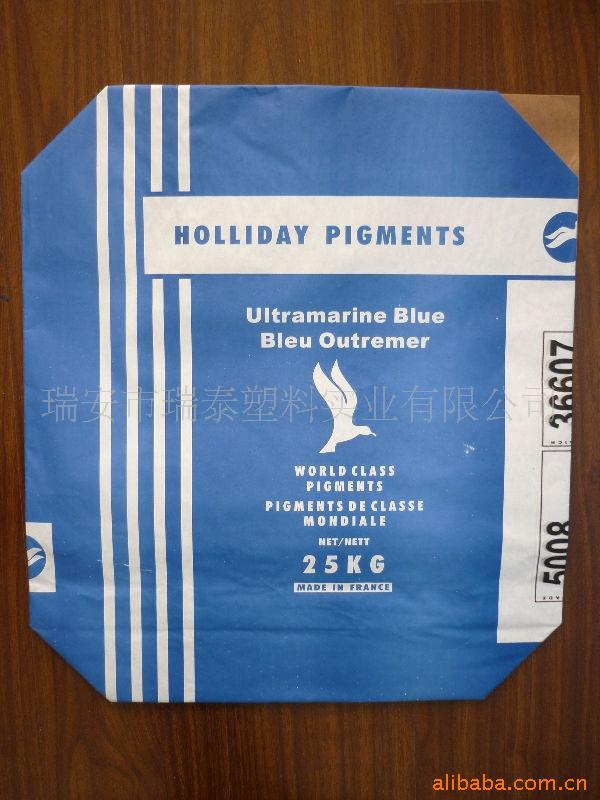 HOLLIDAY PIGMENTS
Ultramarine Blue
Bleu Outremer
瑞安市瑞泰塑料实业有限公司
36607
WORLD CLASS
PIGMENTS
PIGMENTS DE CLASSE
MONDIALE
NET/NETT
25KG
MADE IN FRANCE
5008
alibaba.com.cn